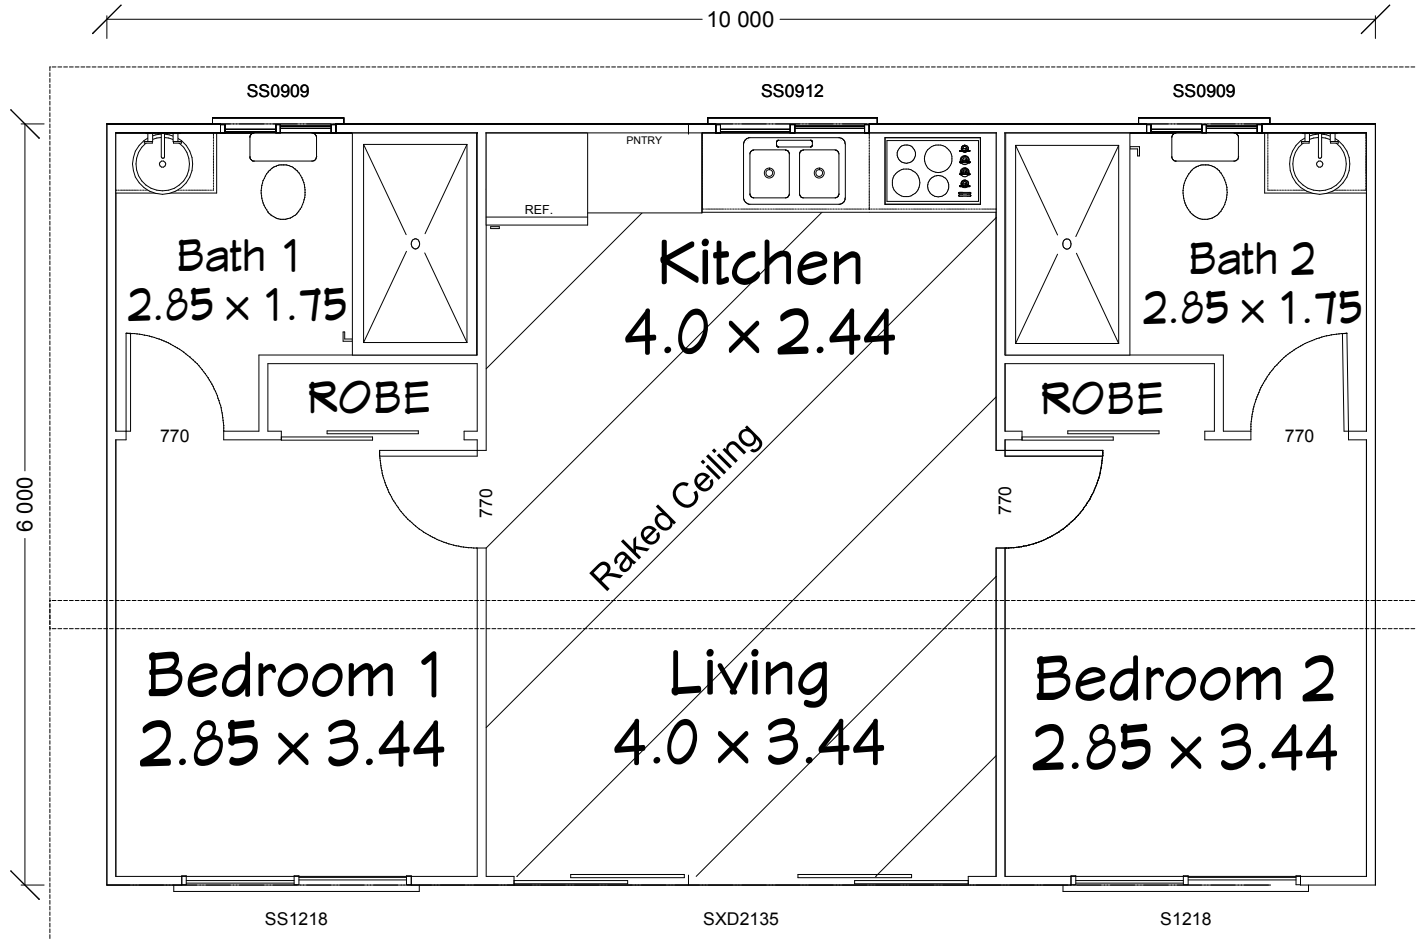 10 000
SS0909
SS0912
SS0909
PNTRY
REF.
Bath 1
2.85 x 1.75
Kitchen
4.0 x 2.44
Bath 2
2.85 x 1.75
ROBE
ROBE
770
770
770
770
6 000
Raked Ceiling
Bedroom 1
2.85 x 3.44
Living
4.0 x 3.44
Bedroom 2
2.85 x 3.44
SS1218
SXD2135
S1218